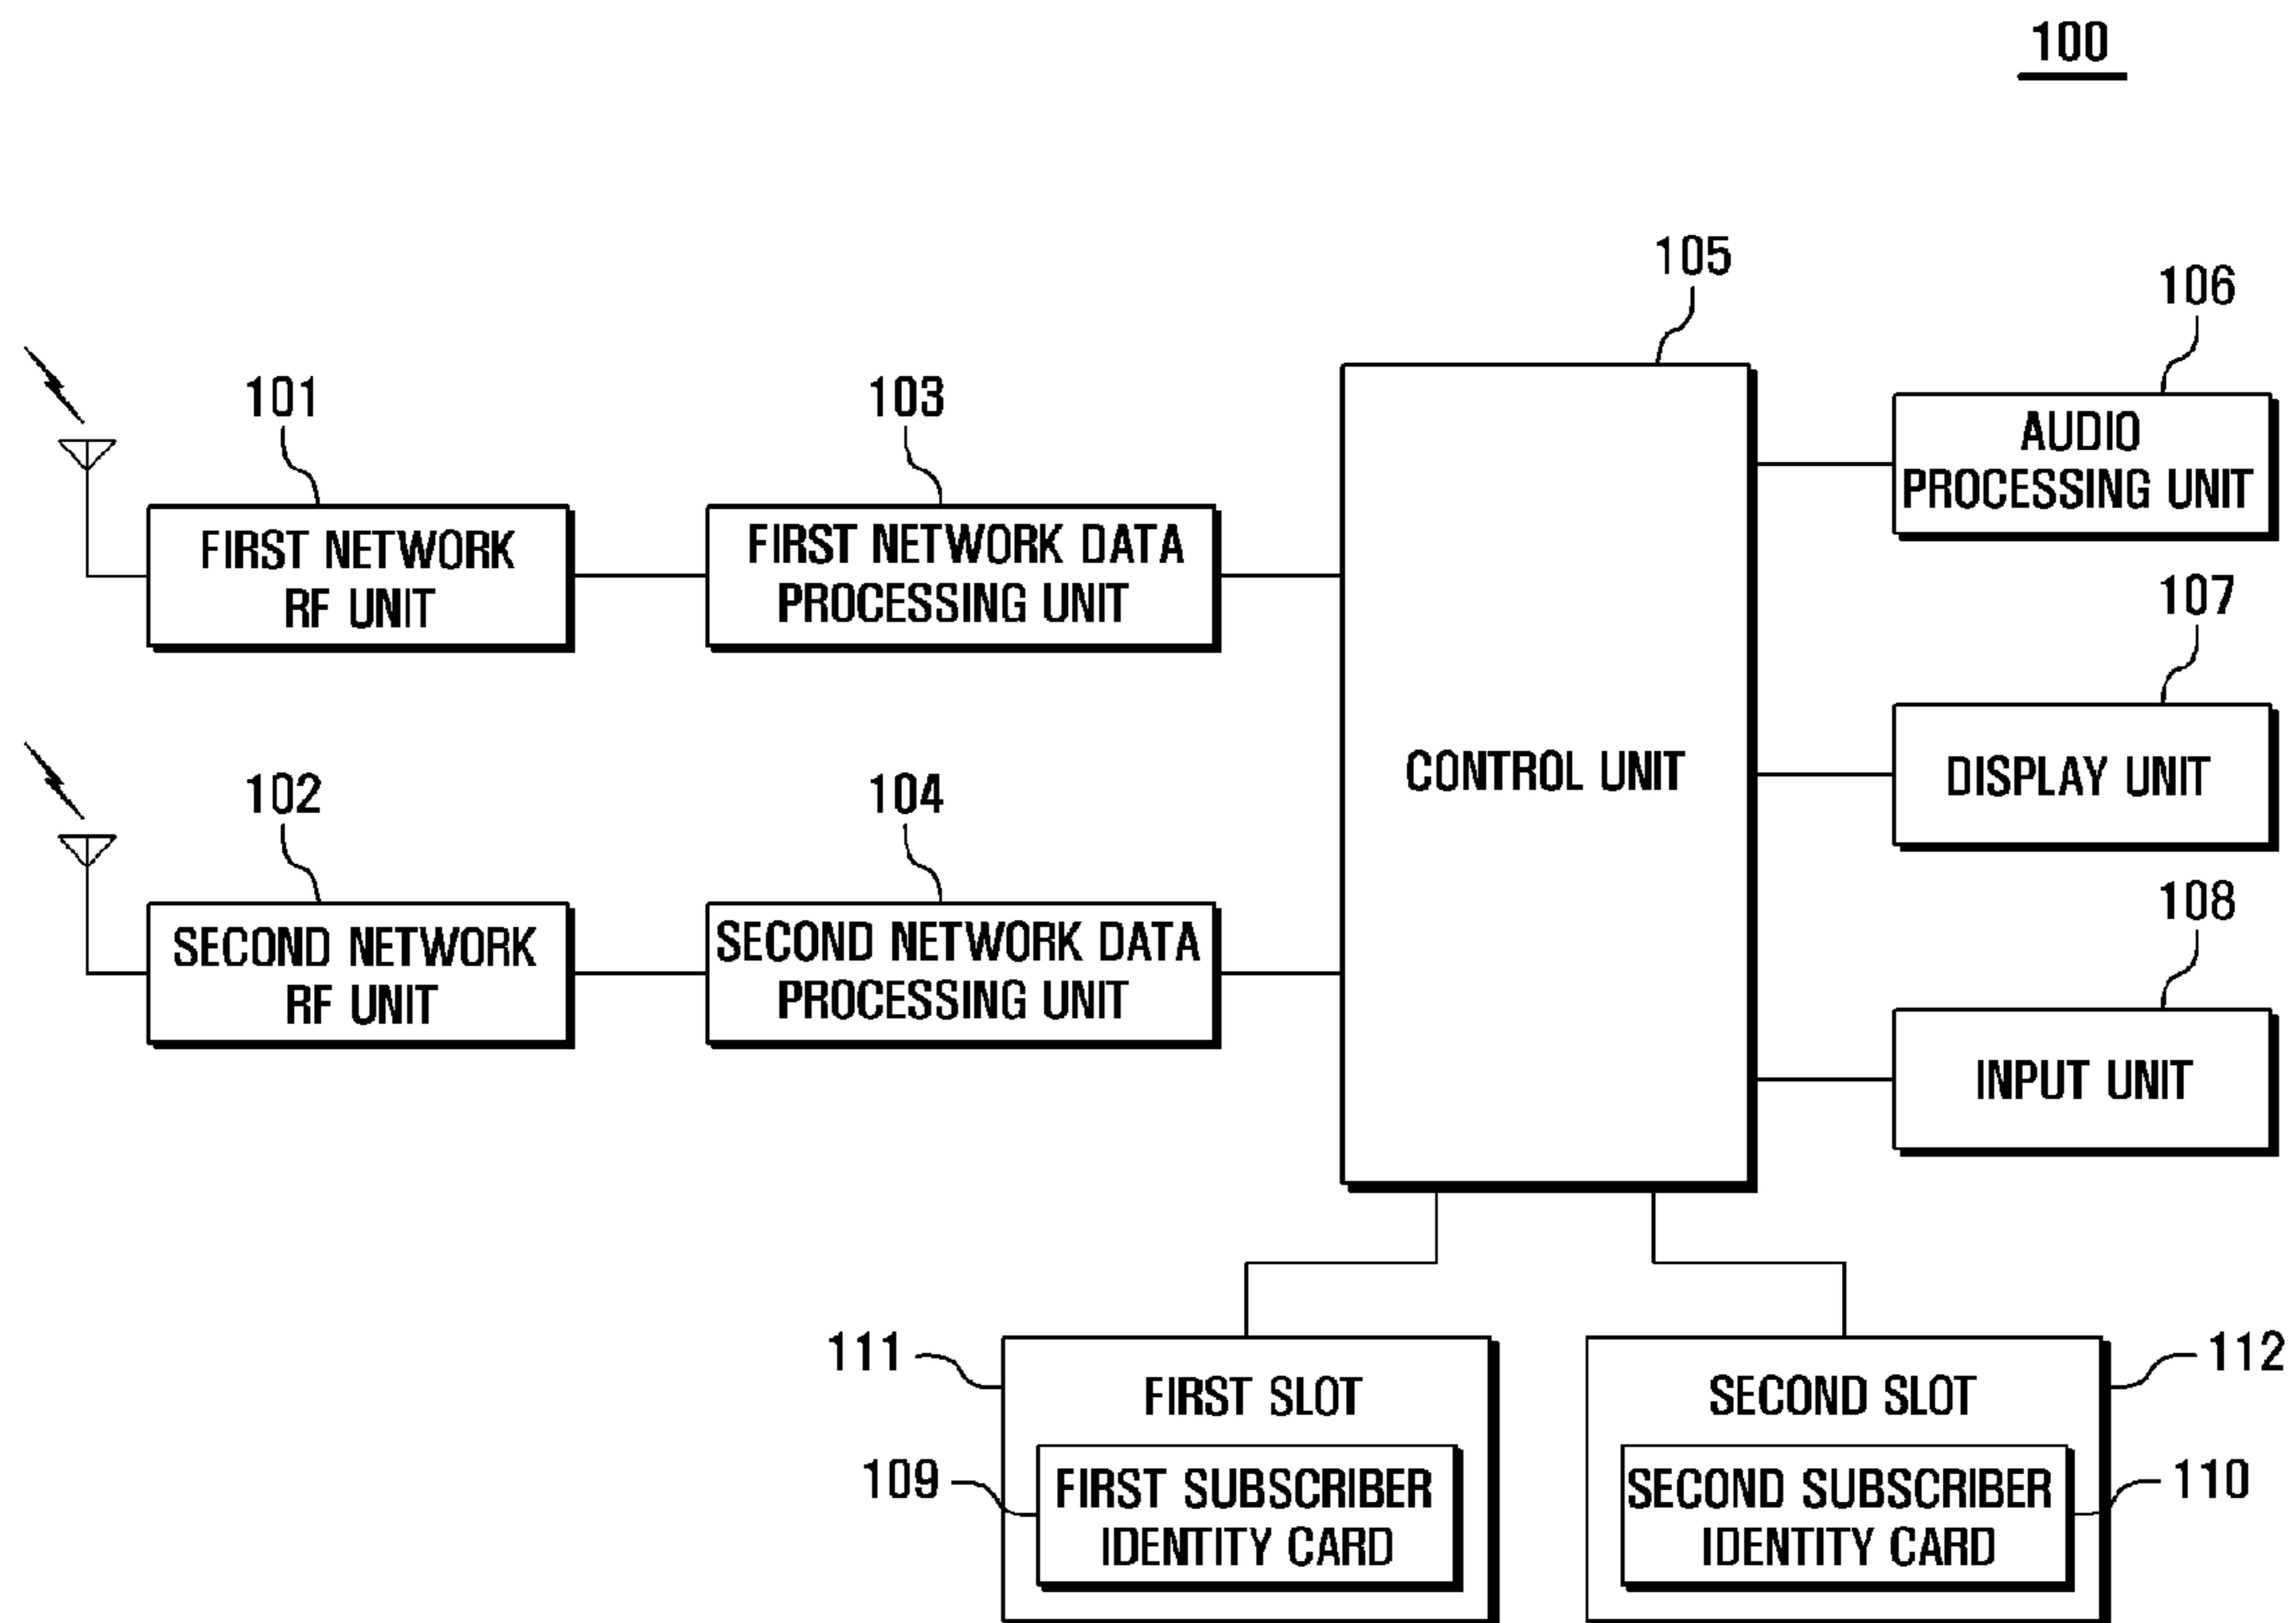 100
105
106
AUDIO
PROCESSING UNIT
101
103
FIRST NETWORK
RF UNIT
FIRST NETWORK DATA
PROCESSING UNIT
107
CONTROL UNIT
DISPLAY UNIT
102
104
SECOND NETWORK
RF UNIT
SECOND NETWORK DATA
PROCESSING UNIT
108
INPUT UNIT
111
FIRST SLOT
109
FIRST SUBSCRIBER
IDENTITY CARD
SECOND SLOT
112
SECOND SUBSCRIBER
IDENTITY CARD
110